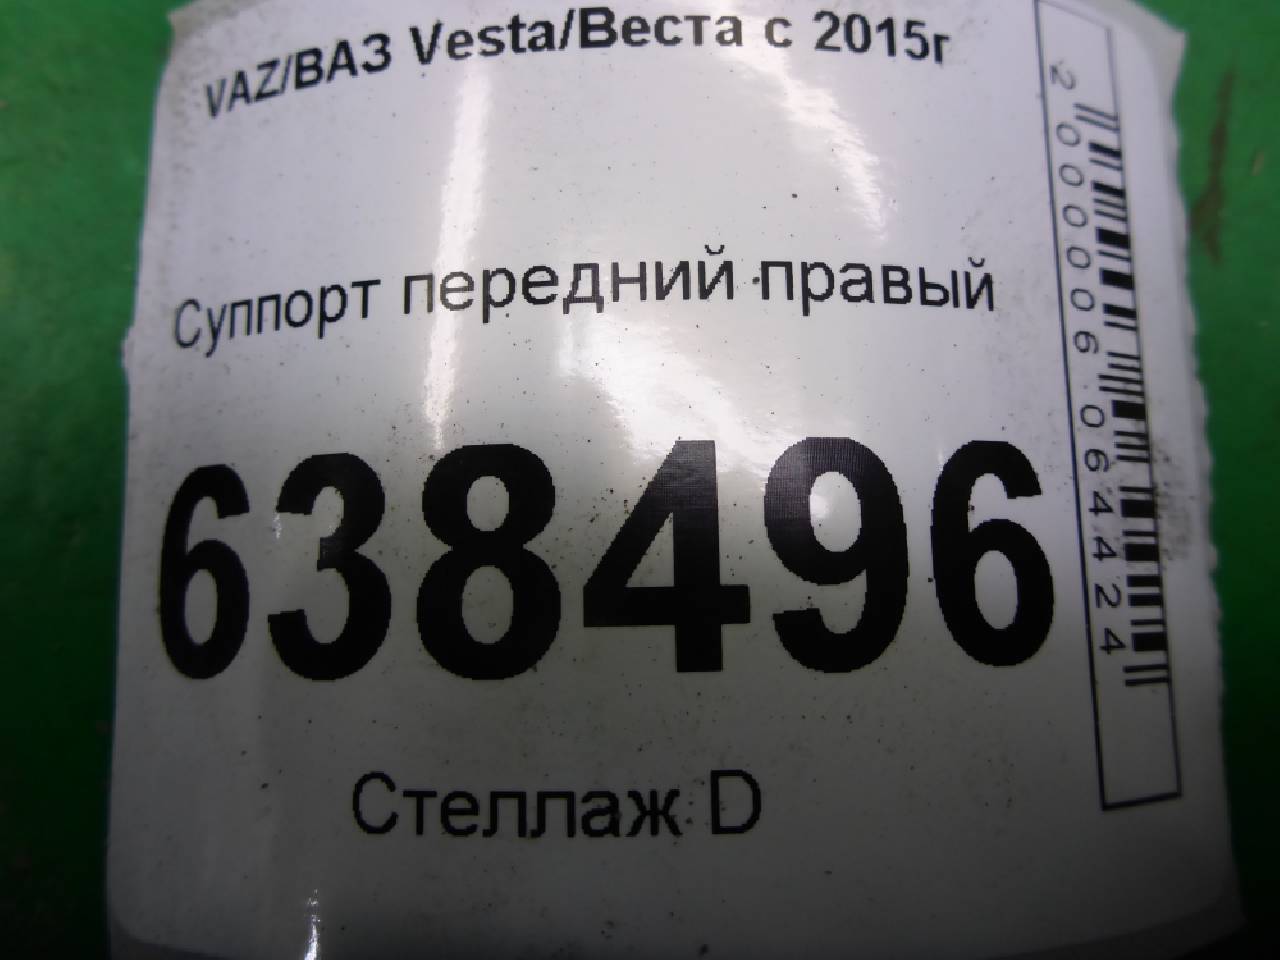 VAZ/ВАЗ Vesta/Веста с 2015г
Суппорт передний правый
638496
Стеллаж D
2000006064424